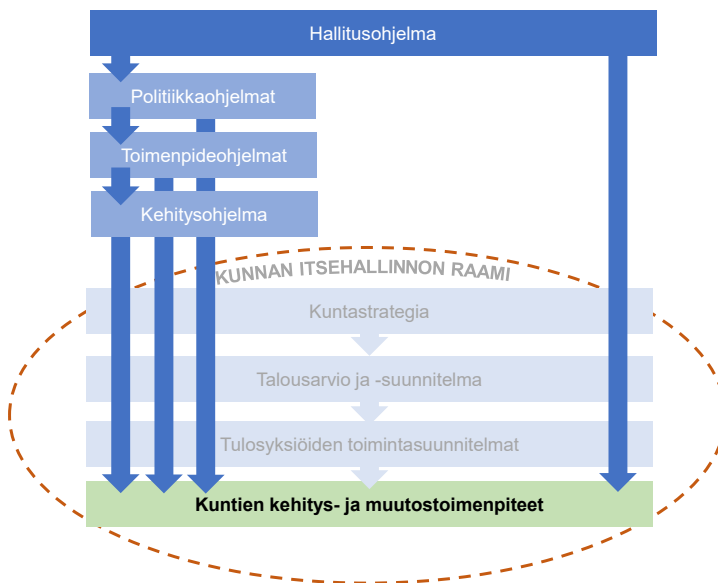 Hallitusohjelma
Politiikkaohjelmat
Toimenpideohjelmat
Kehitysohjelma
KUNNAN ITSEHALLINNON RAAMI
Kuntastrategia
Talousarvio ja -suunnitelma
Tulosyksiöiden toimintasuunnitelmat
Kuntien kehitys- ja muutostoimenpiteet